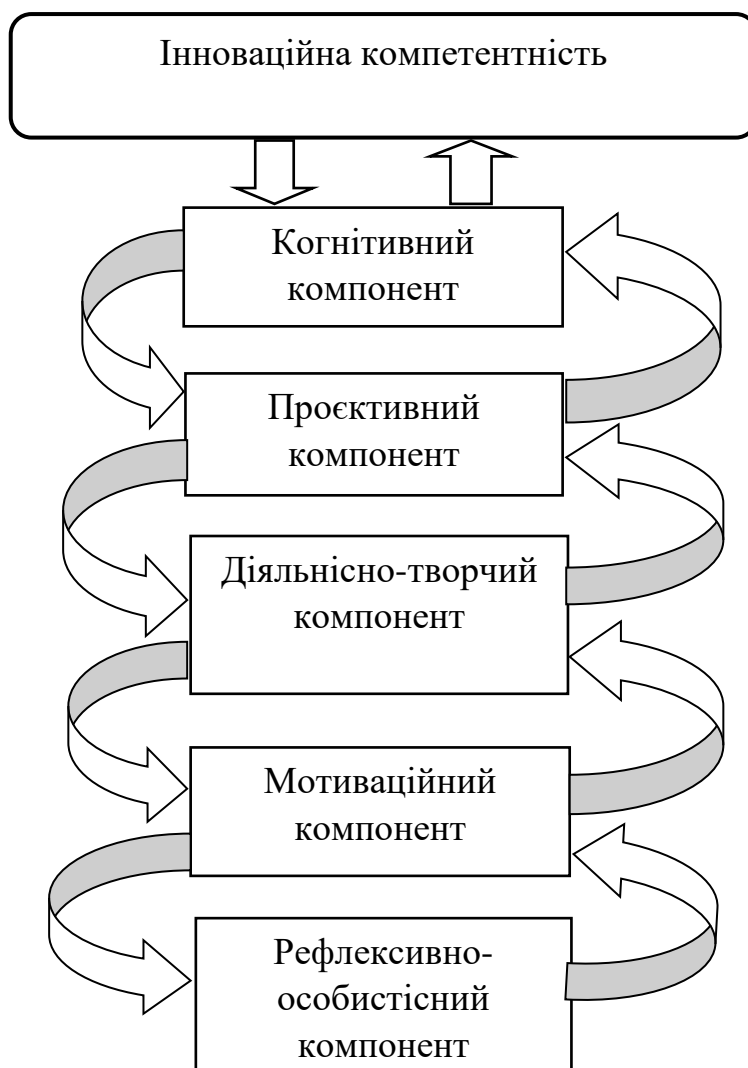 Інноваційна компетентність
Когнітивний
компонент
Проєктивний
компонент
Діяльнісно-творчий
компонент
Мотиваційний
компонент
Рефлексивно-
особистісний
компонент